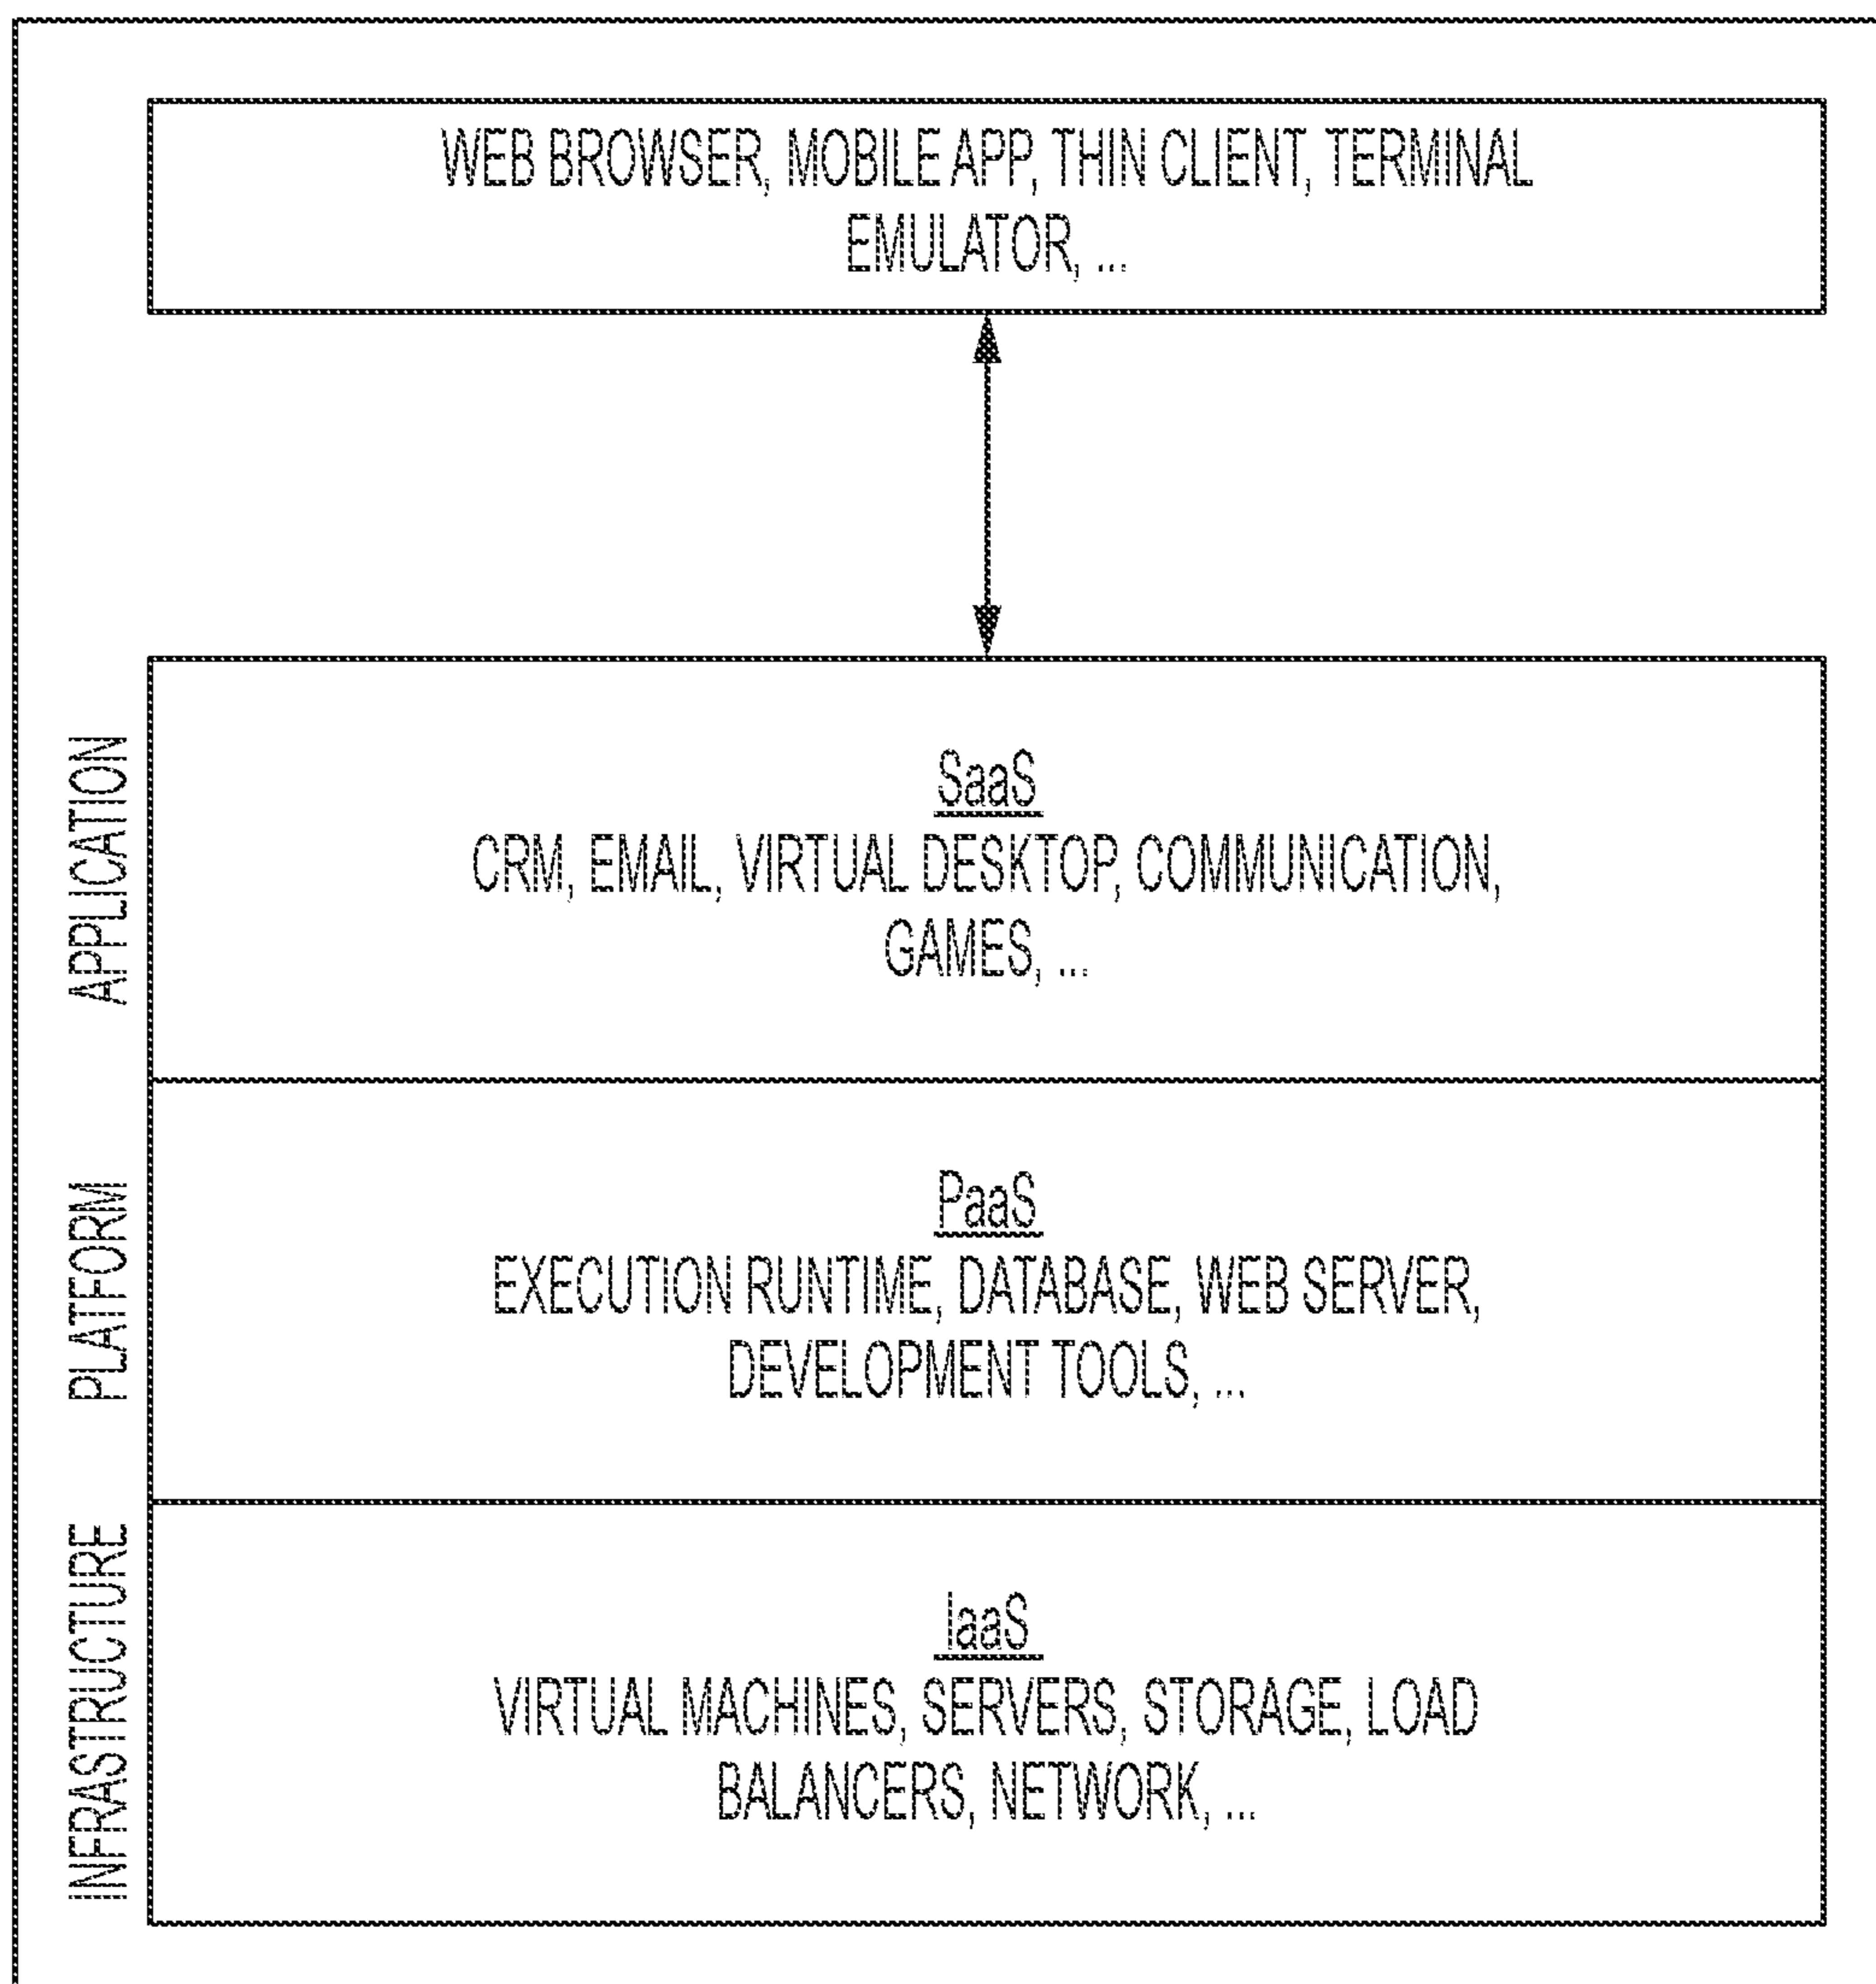 WEB BROWSER, MOBILE APP, THIN CLIENT, TERMINAL
EMULATOR, ...
APPLICATION
SaaS
CRM, EMAIL, VIRTUAL DESKTOP, COMMUNICATION,
GAMES, ...
PLATFORM
PaaS
EXECUTION RUNTIME, DATABASE, WEB SERVER,
DEVELOPMENT TOOLS, ...
INFRASTRUCTURE
IaaS
VIRTUAL MACHINES, SERVERS, STORAGE, LOAD
BALANCERS, NETWORK, ...